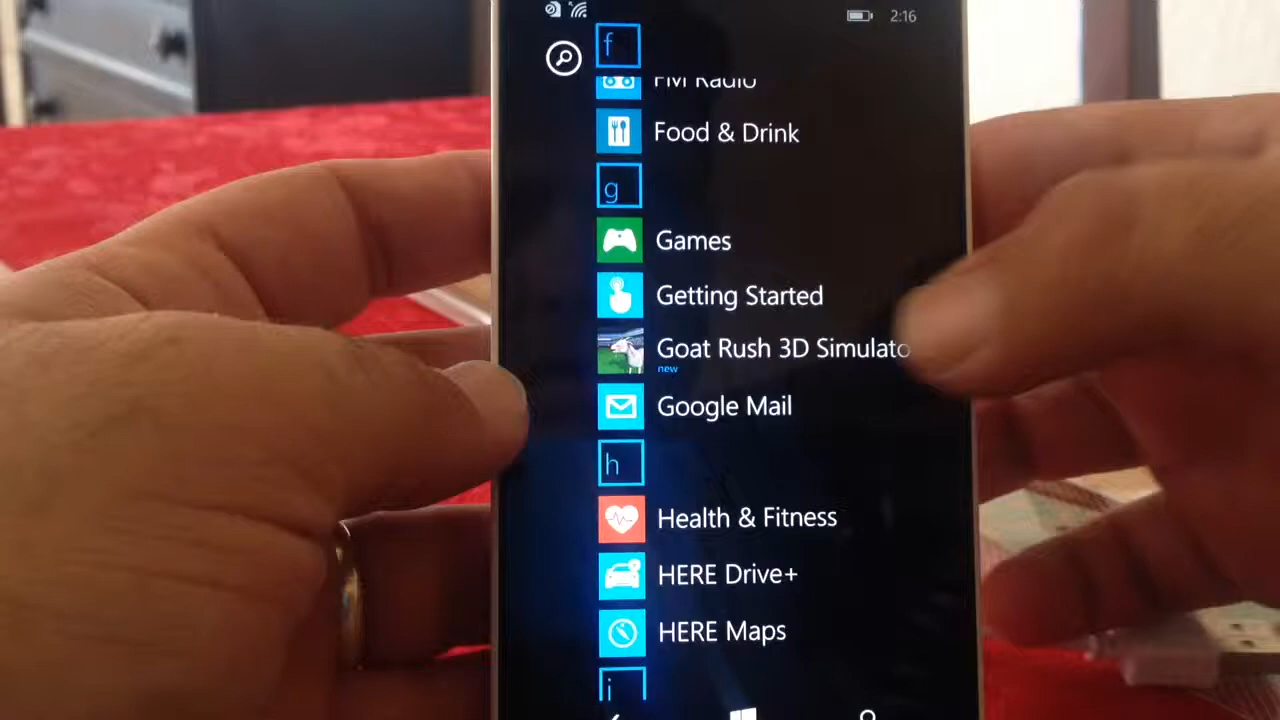 2:16
f
FM Radio
Food & Drink
g
Games
Getting Started
Goat Rush 3D Simulato
new
Google Mail
h
Health & Fitness
HERE Drive+
HERE Maps
i